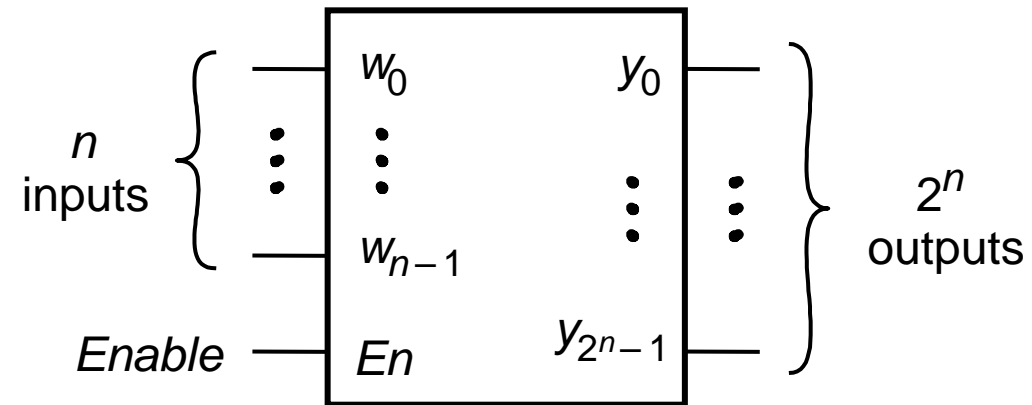 w₀ y₀
n
inputs
2ⁿ
outputs
wₙ₋₁
Enable En y₂ⁿ₋₁